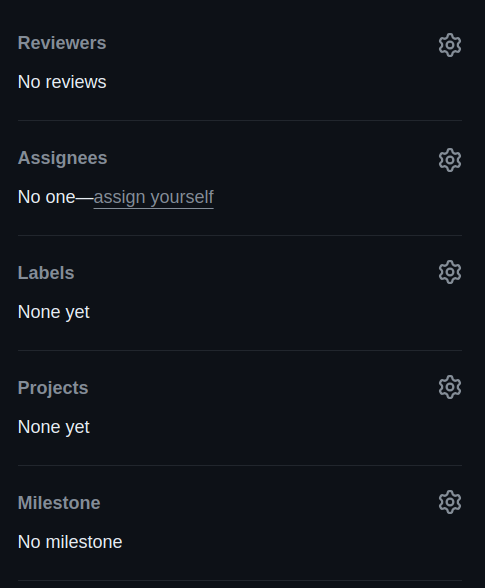 Reviewers
No reviews
Assignees
No one—assign yourself
Labels
None yet
Projects
None yet
Milestone
No milestone